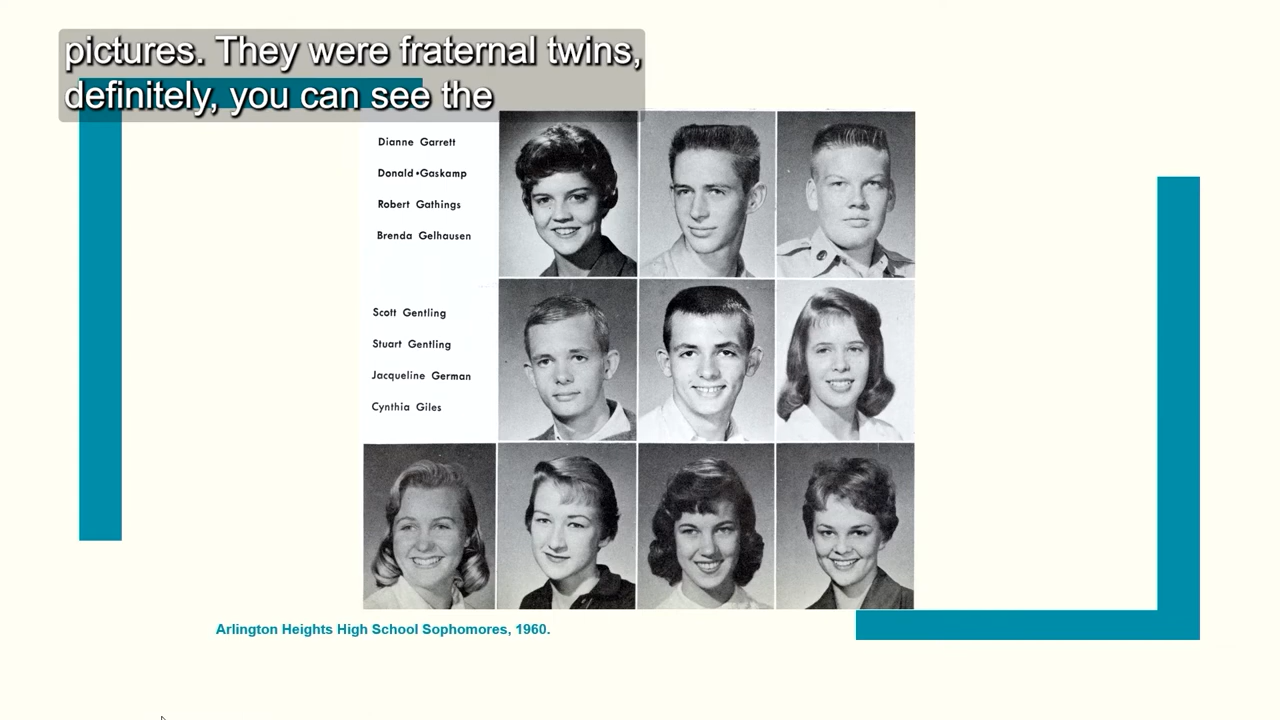 pictures. They were fraternal twins,
definitely, you can see the
Dianne Garrett
Donald•Gaskamp
Robert Gathings
Brenda Gelhausen
Scott Gentling
Stuart Gentling
Jacqueline German
Cynthia Giles
Arlington Heights High School Sophomores, 1960.